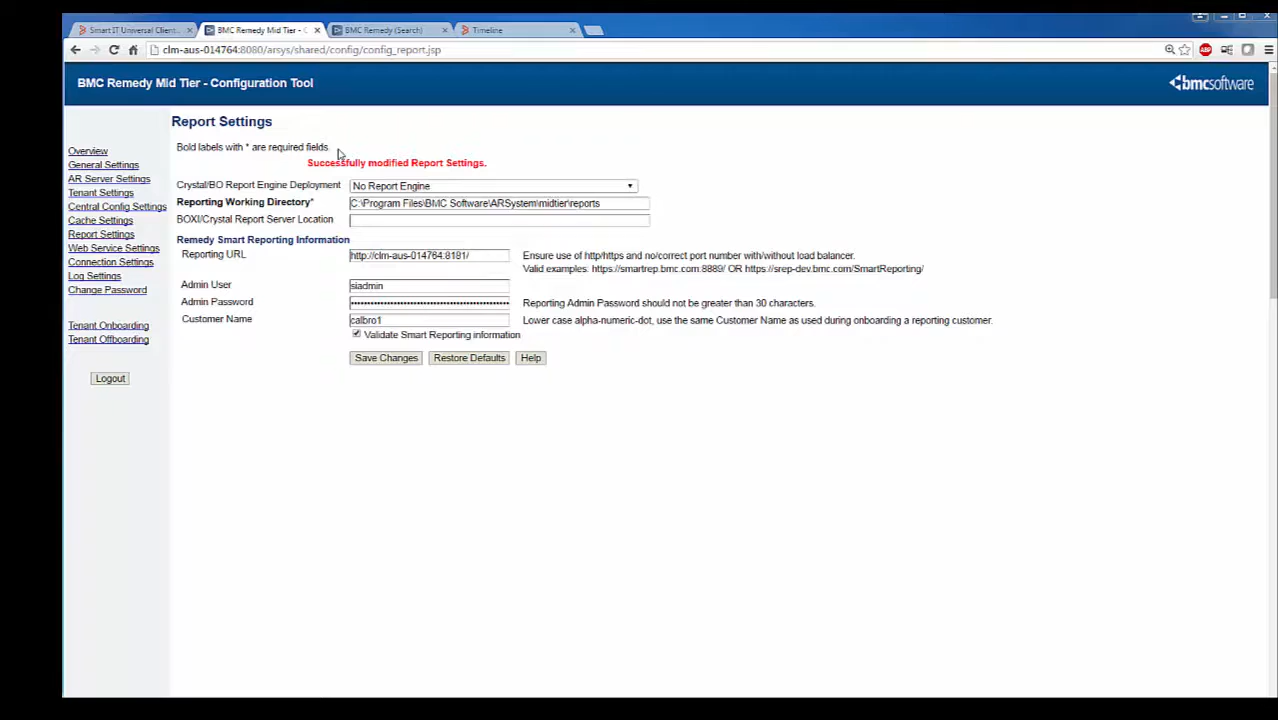 Smart IT Universal Client...
BMC Remedy Mid Tier - C
BMC Remedy (Search)
Timeline
clm-aus-014764:8080/arsys/shared/config/config_report.jsp
ABP
BMC Remedy Mid Tier - Configuration Tool
bmcsoftware
Report Settings
Bold labels with * are required fields.
Successfully modified Report Settings.
Overview
General Settings
AR Server Settings
Tenant Settings
Central Config Settings
Cache Settings
Report Settings
Web Service Settings
Connection Settings
Log Settings
Change Password
Tenant Onboarding
Tenant Offboarding
Logout
Crystal/BO Report Engine Deployment No Report Engine
Reporting Working Directory* C:\Program Files\BMC Software\ARSystem\midtier\reports
BOXI/Crystal Report Server Location
Remedy Smart Reporting Information
Reporting URL http://clm-aus-014764:8181/ Ensure use of http/https and no/correct port number with/without load balancer.
Valid examples: https://smartrep.bmc.com:8889/ OR https://srep-dev.bmc.com/SmartReporting/
Admin User siadmin
Admin Password Reporting Admin Password should not be greater than 30 characters.
Customer Name calbro1 Lower case alpha-numeric-dot, use the same Customer Name as used during onboarding a reporting customer.
Validate Smart Reporting information
Save Changes Restore Defaults Help